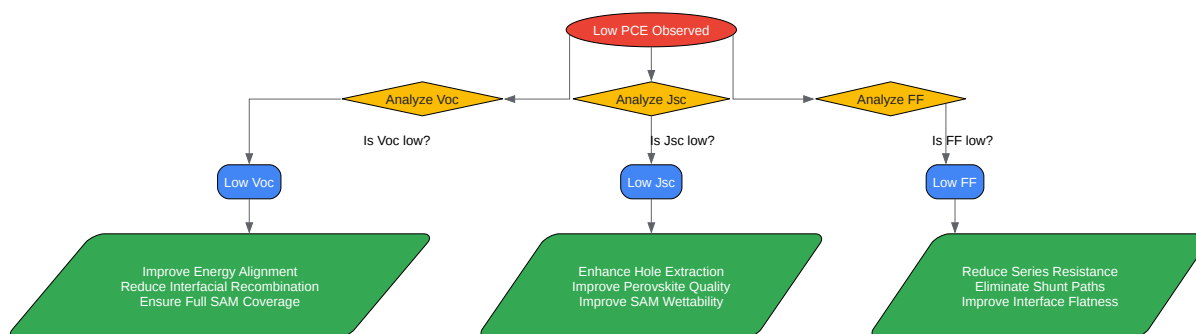 Low PCE Observed
Analyze Voc
Analyze Jsc
Analyze FF
Is Voc low?
Is Jsc low?
Is FF low?
Low Voc
Low Jsc
Low FF
Improve Energy Alignment
Reduce Interfacial Recombination
Ensure Full SAM Coverage
Enhance Hole Extraction
Improve Perovskite Quality
Improve SAM Wettability
Reduce Series Resistance
Eliminate Shunt Paths
Improve Interface Flatness